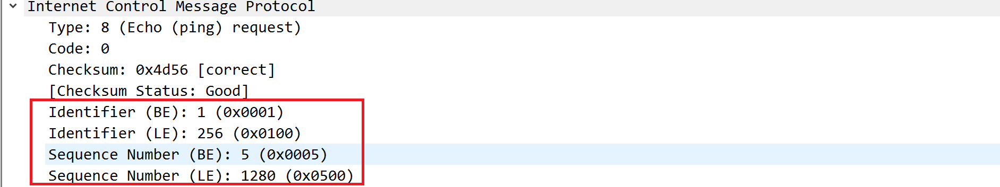 Internet Control Message Protocol
Type: 8 (Echo (ping) request)
Code: 0
Checksum: 0x4d56 [correct]
[Checksum Status: Good]
Identifier (BE): 1 (0x0001)
Identifier (LE): 256 (0x0100)
Sequence Number (BE): 5 (0x0005)
Sequence Number (LE): 1280 (0x0500)